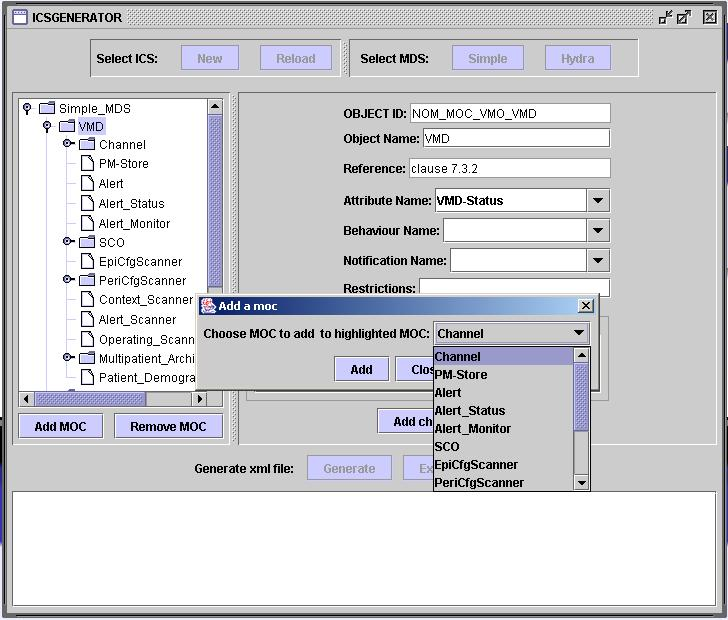 ICSGENERATOR
Select ICS: New Reload Select MDS: Simple Hydra
Simple_MDS
VMD
Channel
PM-Store
Alert
Alert_Status
Alert_Monitor
SCO
EpiCfgScanner
PeriCfgScanner
Context_Scanner
Alert_Scanner
Operating_Scann
Multipatient_Archi
Patient_Demogra
Add MOC Remove MOC
OBJECT ID: NOM_MOC_VMO_VMD
Object Name: VMD
Reference: clause 7.3.2
Attribute Name: VMD-Status
Behaviour Name:
Notification Name:
Restrictions:
Add a moc
Choose MOC to add to highlighted MOC: Channel
Add Clos
Channel
PM-Store
Alert
Alert_Status
Alert_Monitor
SCO
EpiCfgScanner
PeriCfgScanner
Add ch
Generate xml file: Generate Ex